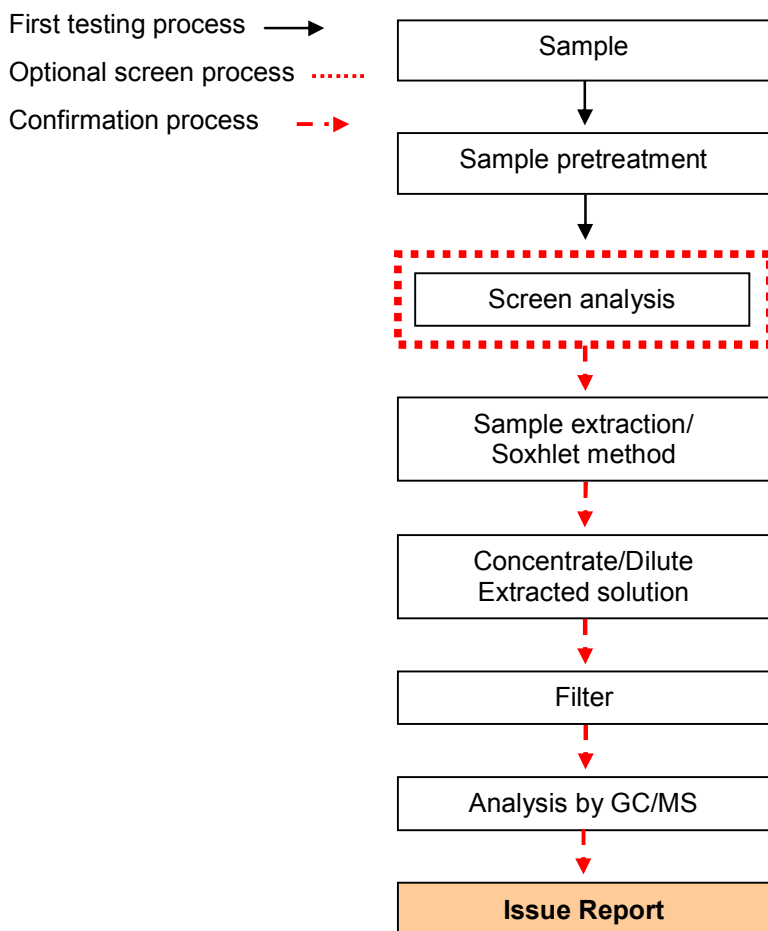 First testing process
Optional screen process
Confirmation process
Sample
Sample pretreatment
Screen analysis
Sample extraction/
Soxhlet method
Concentrate/Dilute
Extracted solution
Filter
Analysis by GC/MS
Issue Report